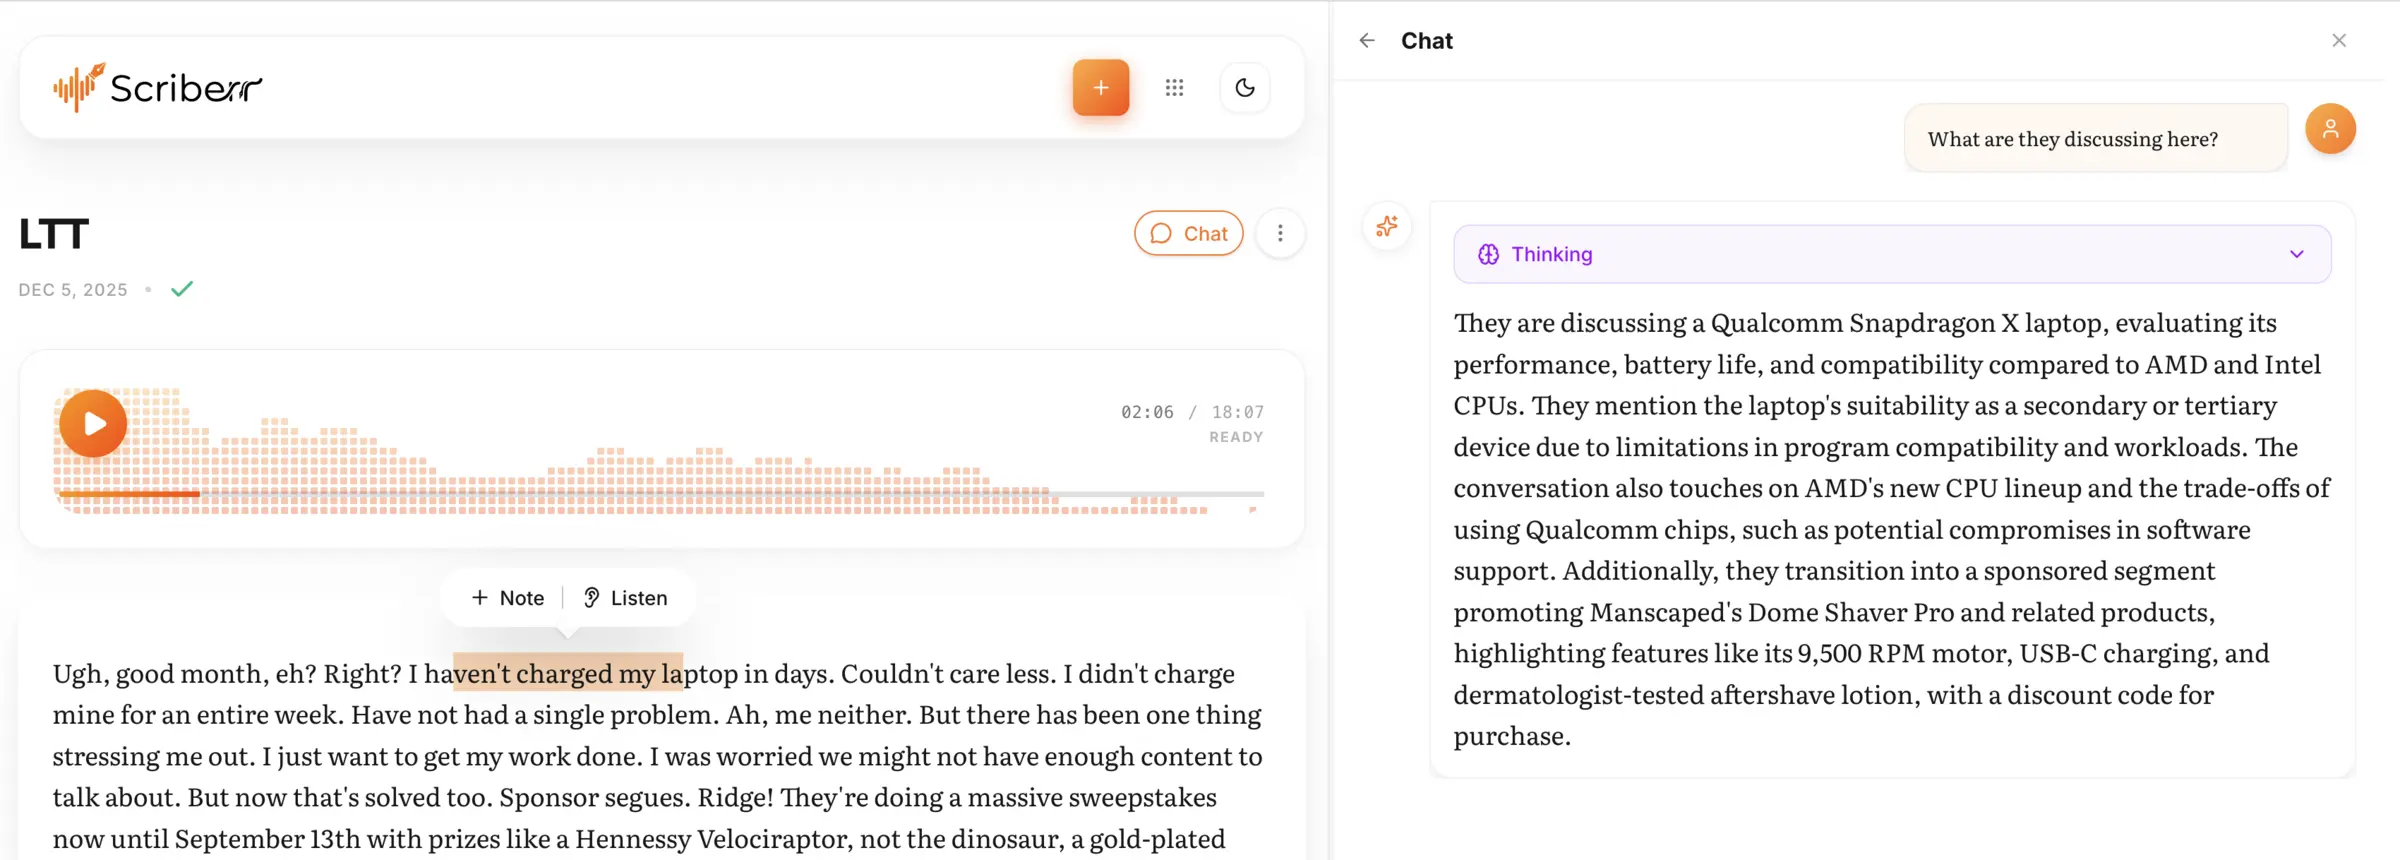 Scriberr
LTT
Chat
DEC 5, 2025 •
02:06 / 18:07
READY
+ Note
Listen
Ugh, good month, eh? Right? I haven't charged my laptop in days. Couldn't care less. I didn't charge
mine for an entire week. Have not had a single problem. Ah, me neither. But there has been one thing
stressing me out. I just want to get my work done. I was worried we might not have enough content to
talk about. But now that's solved too. Sponsor segues. Ridge! They're doing a massive sweepstakes
now until September 13th with prizes like a Hennessy Velociraptor, not the dinosaur, a gold-plated
Chat
What are they discussing here?
Thinking
They are discussing a Qualcomm Snapdragon X laptop, evaluating its
performance, battery life, and compatibility compared to AMD and Intel
CPUs. They mention the laptop's suitability as a secondary or tertiary
device due to limitations in program compatibility and workloads. The
conversation also touches on AMD's new CPU lineup and the trade-offs of
using Qualcomm chips, such as potential compromises in software
support. Additionally, they transition into a sponsored segment
promoting Manscaped's Dome Shaver Pro and related products,
highlighting features like its 9,500 RPM motor, USB-C charging, and
dermatologist-tested aftershave lotion, with a discount code for
purchase.